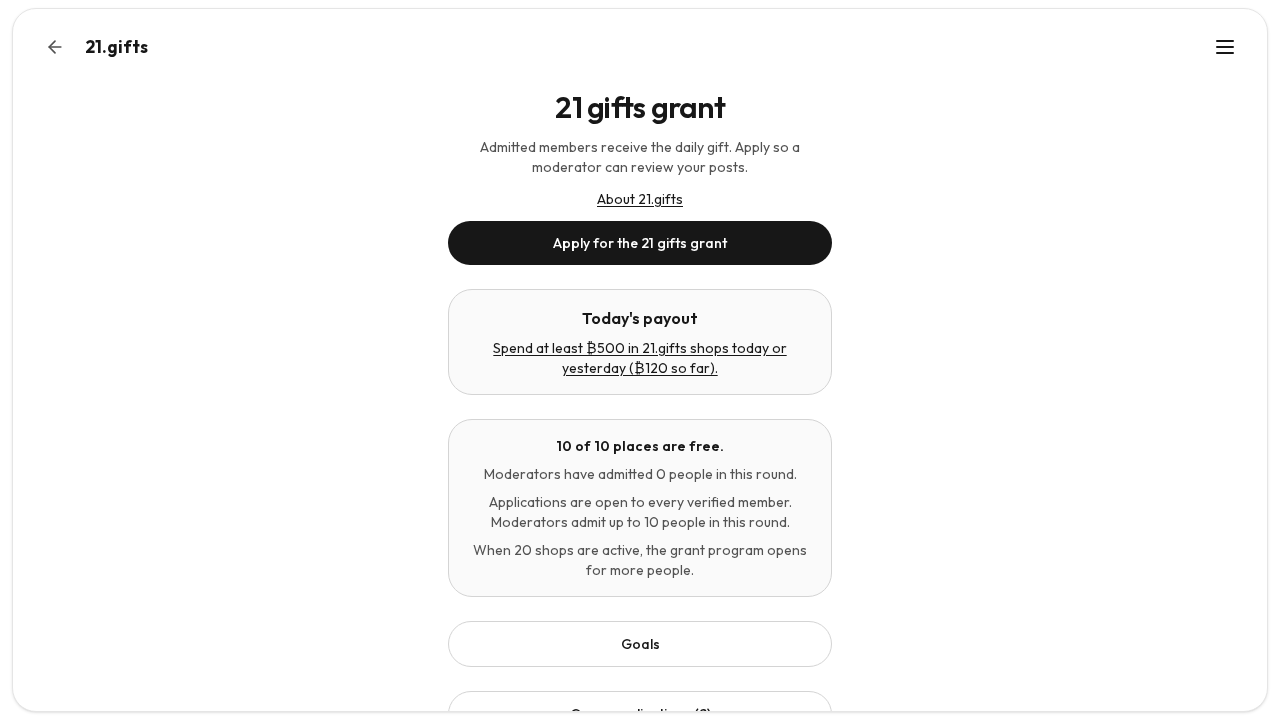 21.gifts
21 gifts grant
Admitted members receive the daily gift. Apply so a
moderator can review your posts.
About 21.gifts
Apply for the 21 gifts grant
Today's payout
Spend at least ₿500 in 21.gifts shops today or
yesterday (₿120 so far).
10 of 10 places are free.
Moderators have admitted 0 people in this round.
Applications are open to every verified member.
Moderators admit up to 10 people in this round.
When 20 shops are active, the grant program opens
for more people.
Goals